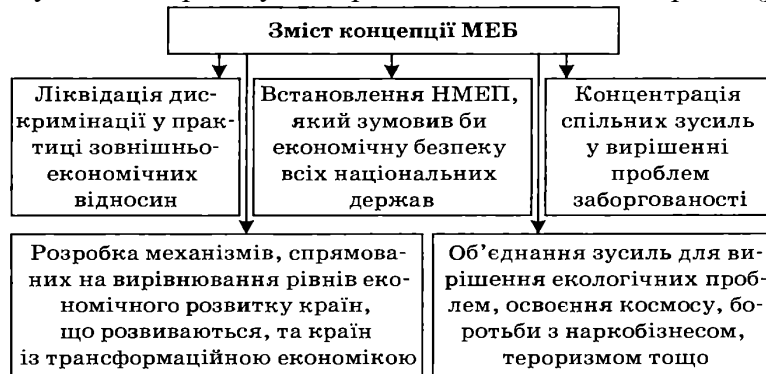 Зміст концепції МЕБ
Ліквідація дис-
кримінації у прак-
тиці зовнішньо-
економічних
відносин
Встановлення НМЕП,
який зумовив би
економічну безпеку
всіх національних
держав
Концентрація
спільних зусиль
у вирішенні
проблем
заборгованості
Розробка механізмів, спрямова-
них на вирівнювання рівнів еко-
номічного розвитку країн,
що розвиваються, та країн
із трансформаційною економікою
Об’єднання зусиль для ви-
рішення екологічних проб-
лем, освоєння космосу, бо-
ротьби з наркобізнесом,
тероризмом тощо